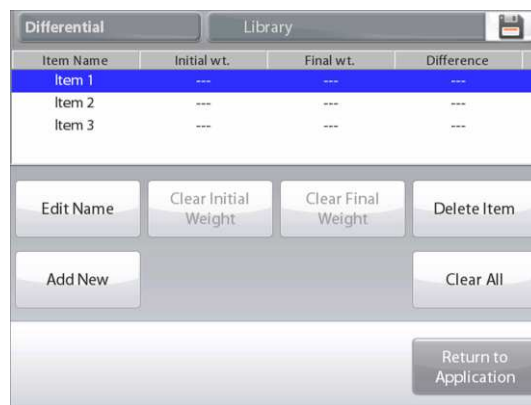 Differential Library
Item Name Initial wt. Final wt. Difference
Item 1 --- --- ---
Item 2 --- --- ---
Item 3 --- --- ---
Edit Name Clear Initial Weight Clear Final Weight Delete Item
Add New Clear All
Return to
Application